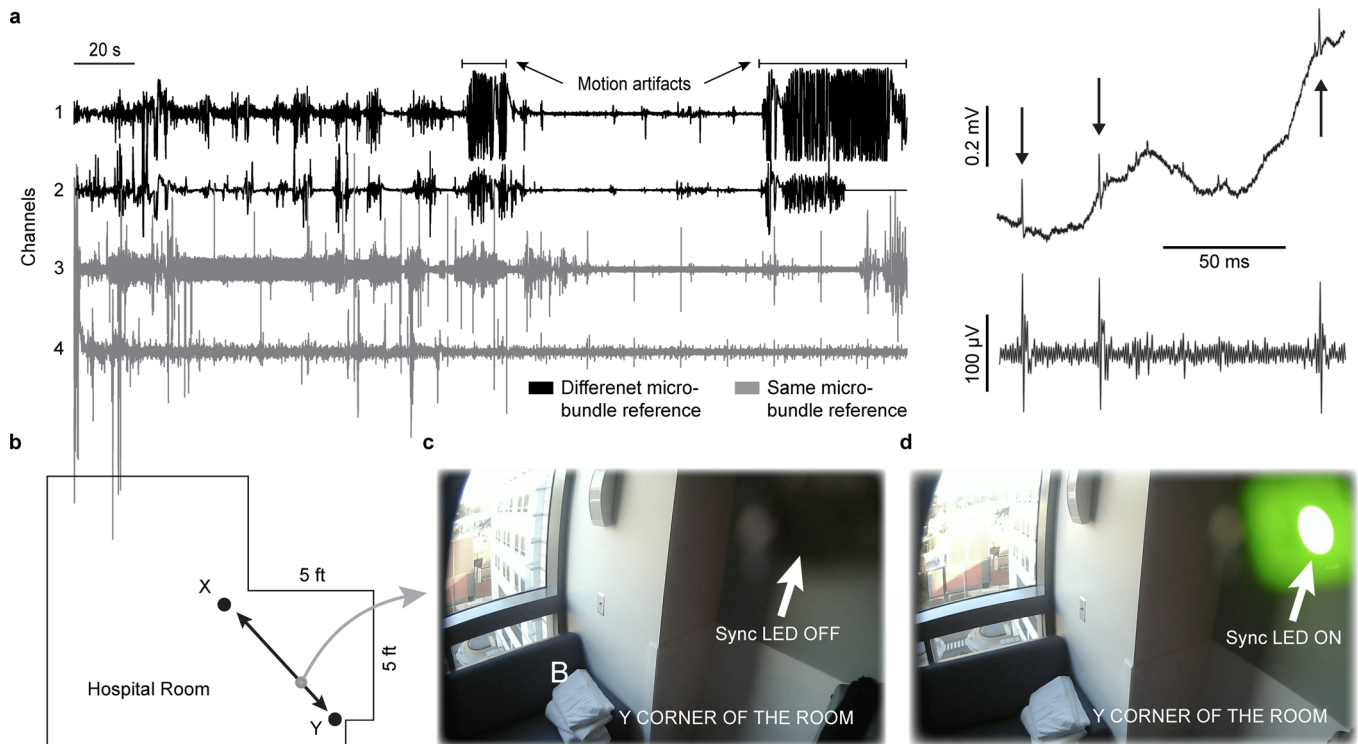 a
20 s
Motion artifacts
1
2
3
4
Channels
Differenet micro-
bundle reference
Same micro-
bundle reference
0.2 mV
50 ms
100 µV
b
5 ft
5 ft
X
Y
Hospital Room
c
Sync LED OFF
B
Y CORNER OF THE ROOM
d
Sync LED ON
Y CORNER OF THE ROOM